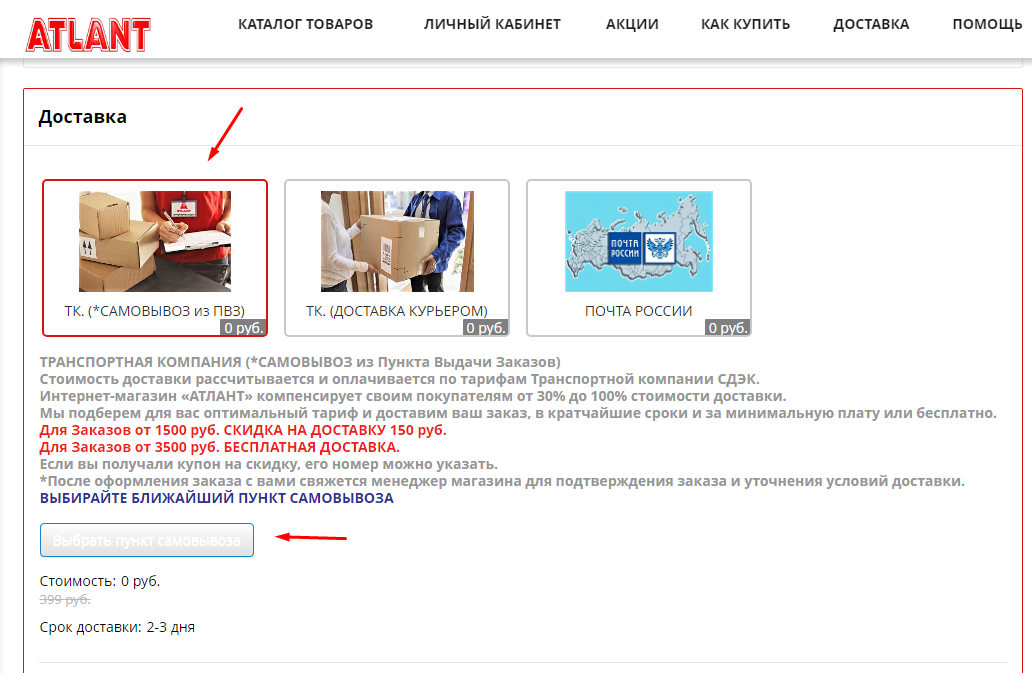 ATLANT
КАТАЛОГ ТОВАРОВ ЛИЧНЫЙ КАБИНЕТ АКЦИИ КАК КУПИТЬ ДОСТАВКА ПОМОЩЬ
Доставка
ПОЧТА
РОССИИ
ТК. (*САМОВЫВОЗ из ПВЗ) ТК. (ДОСТАВКА КУРЬЕРОМ) ПОЧТА РОССИИ
0 руб. 0 руб. 0 руб.
ТРАНСПОРТНАЯ КОМПАНИЯ (*САМОВЫВОЗ из Пункта Выдачи Заказов)
Стоимость доставки рассчитывается и оплачивается по тарифам Транспортной компании СДЭК.
Интернет-магазин «АТЛАНТ» компенсирует своим покупателям от 30% до 100% стоимости доставки.
Мы подберем для вас оптимальный тариф и доставим ваш заказ, в кратчайшие сроки и за минимальную плату или бесплатно.
Для Заказов от 1500 руб. СКИДКА НА ДОСТАВКУ 150 руб.
Для Заказов от 3500 руб. БЕСПЛАТНАЯ ДОСТАВКА.
Если вы получали купон на скидку, его номер можно указать.
*После оформления заказа с вами свяжется менеджер магазина для подтверждения заказа и уточнения условий доставки.
ВЫБИРАЙТЕ БЛИЖАЙШИЙ ПУНКТ САМОВЫВОЗА
Выбрать пункт самовывоза
Стоимость: 0 руб.
399 руб.
Срок доставки: 2-3 дня